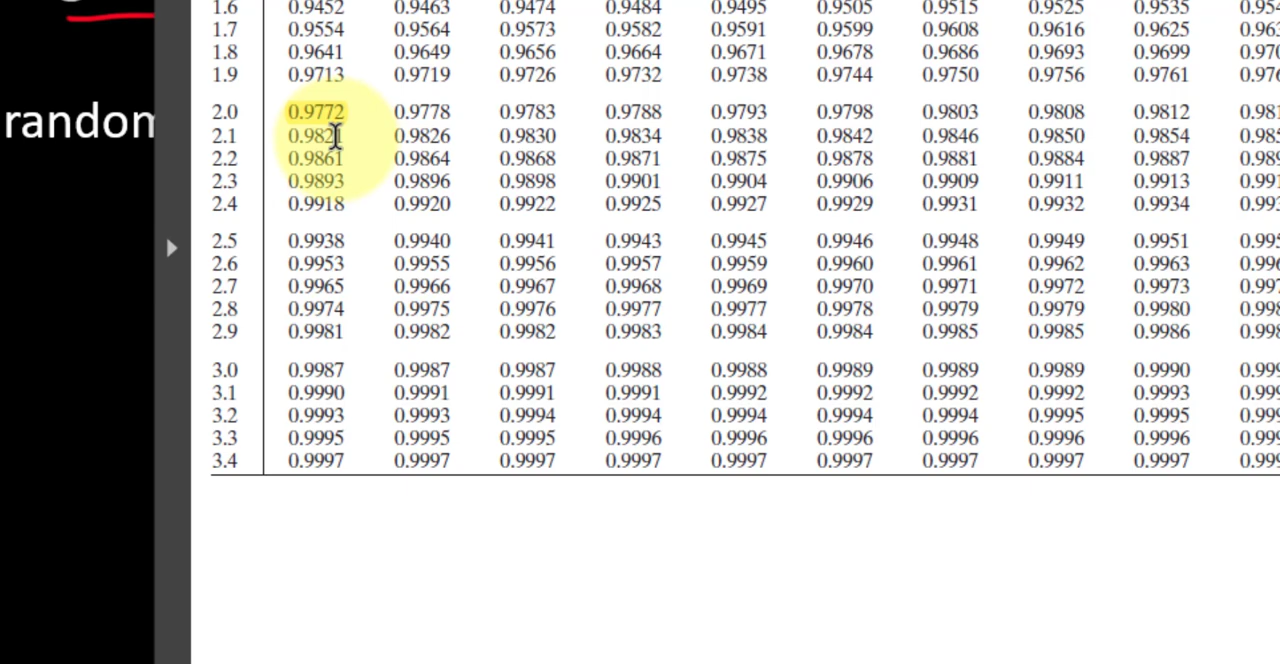 1.6 0.9452 0.9463 0.9474 0.9484 0.9495 0.9505 0.9515 0.9525 0.9535
1.7 0.9554 0.9564 0.9573 0.9582 0.9591 0.9599 0.9608 0.9616 0.9625
1.8 0.9641 0.9649 0.9656 0.9664 0.9671 0.9678 0.9686 0.9693 0.9699
1.9 0.9713 0.9719 0.9726 0.9732 0.9738 0.9744 0.9750 0.9756 0.9761
random
2.0 0.9772 0.9778 0.9783 0.9788 0.9793 0.9798 0.9803 0.9808 0.9812
2.1 0.9821 0.9826 0.9830 0.9834 0.9838 0.9842 0.9846 0.9850 0.9854
2.2 0.9861 0.9864 0.9868 0.9871 0.9875 0.9878 0.9881 0.9884 0.9887
2.3 0.9893 0.9896 0.9898 0.9901 0.9904 0.9906 0.9909 0.9911 0.9913
2.4 0.9918 0.9920 0.9922 0.9925 0.9927 0.9929 0.9931 0.9932 0.9934
2.5 0.9938 0.9940 0.9941 0.9943 0.9945 0.9946 0.9948 0.9949 0.9951
2.6 0.9953 0.9955 0.9956 0.9957 0.9959 0.9960 0.9961 0.9962 0.9963
2.7 0.9965 0.9966 0.9967 0.9968 0.9969 0.9970 0.9971 0.9972 0.9973
2.8 0.9974 0.9975 0.9976 0.9977 0.9977 0.9978 0.9979 0.9979 0.9980
2.9 0.9981 0.9982 0.9982 0.9983 0.9984 0.9984 0.9985 0.9985 0.9986
3.0 0.9987 0.9987 0.9987 0.9988 0.9988 0.9989 0.9989 0.9989 0.9990
3.1 0.9990 0.9991 0.9991 0.9991 0.9992 0.9992 0.9992 0.9992 0.9993
3.2 0.9993 0.9993 0.9994 0.9994 0.9994 0.9994 0.9994 0.9995 0.9995
3.3 0.9995 0.9995 0.9995 0.9996 0.9996 0.9996 0.9996 0.9996 0.9996
3.4 0.9997 0.9997 0.9997 0.9997 0.9997 0.9997 0.9997 0.9997 0.9997